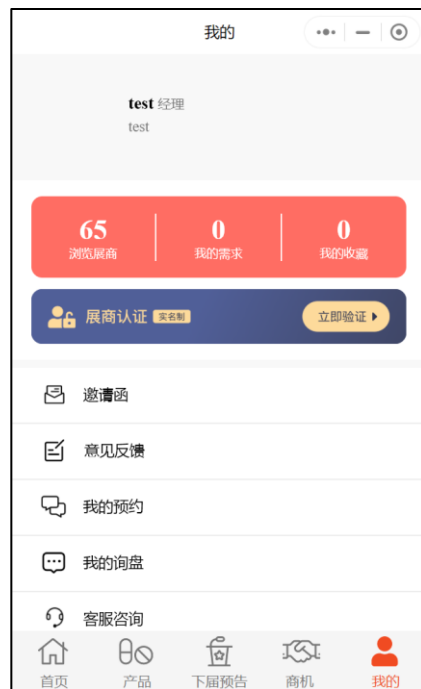 我的
test 经理
test
65 0 0
浏览展商 我的需求 我的收藏
展商认证 实名制 立即验证
邀请函
意见反馈
我的预约
我的询盘
客服咨询
首页 产品 下届预告 商机 我的